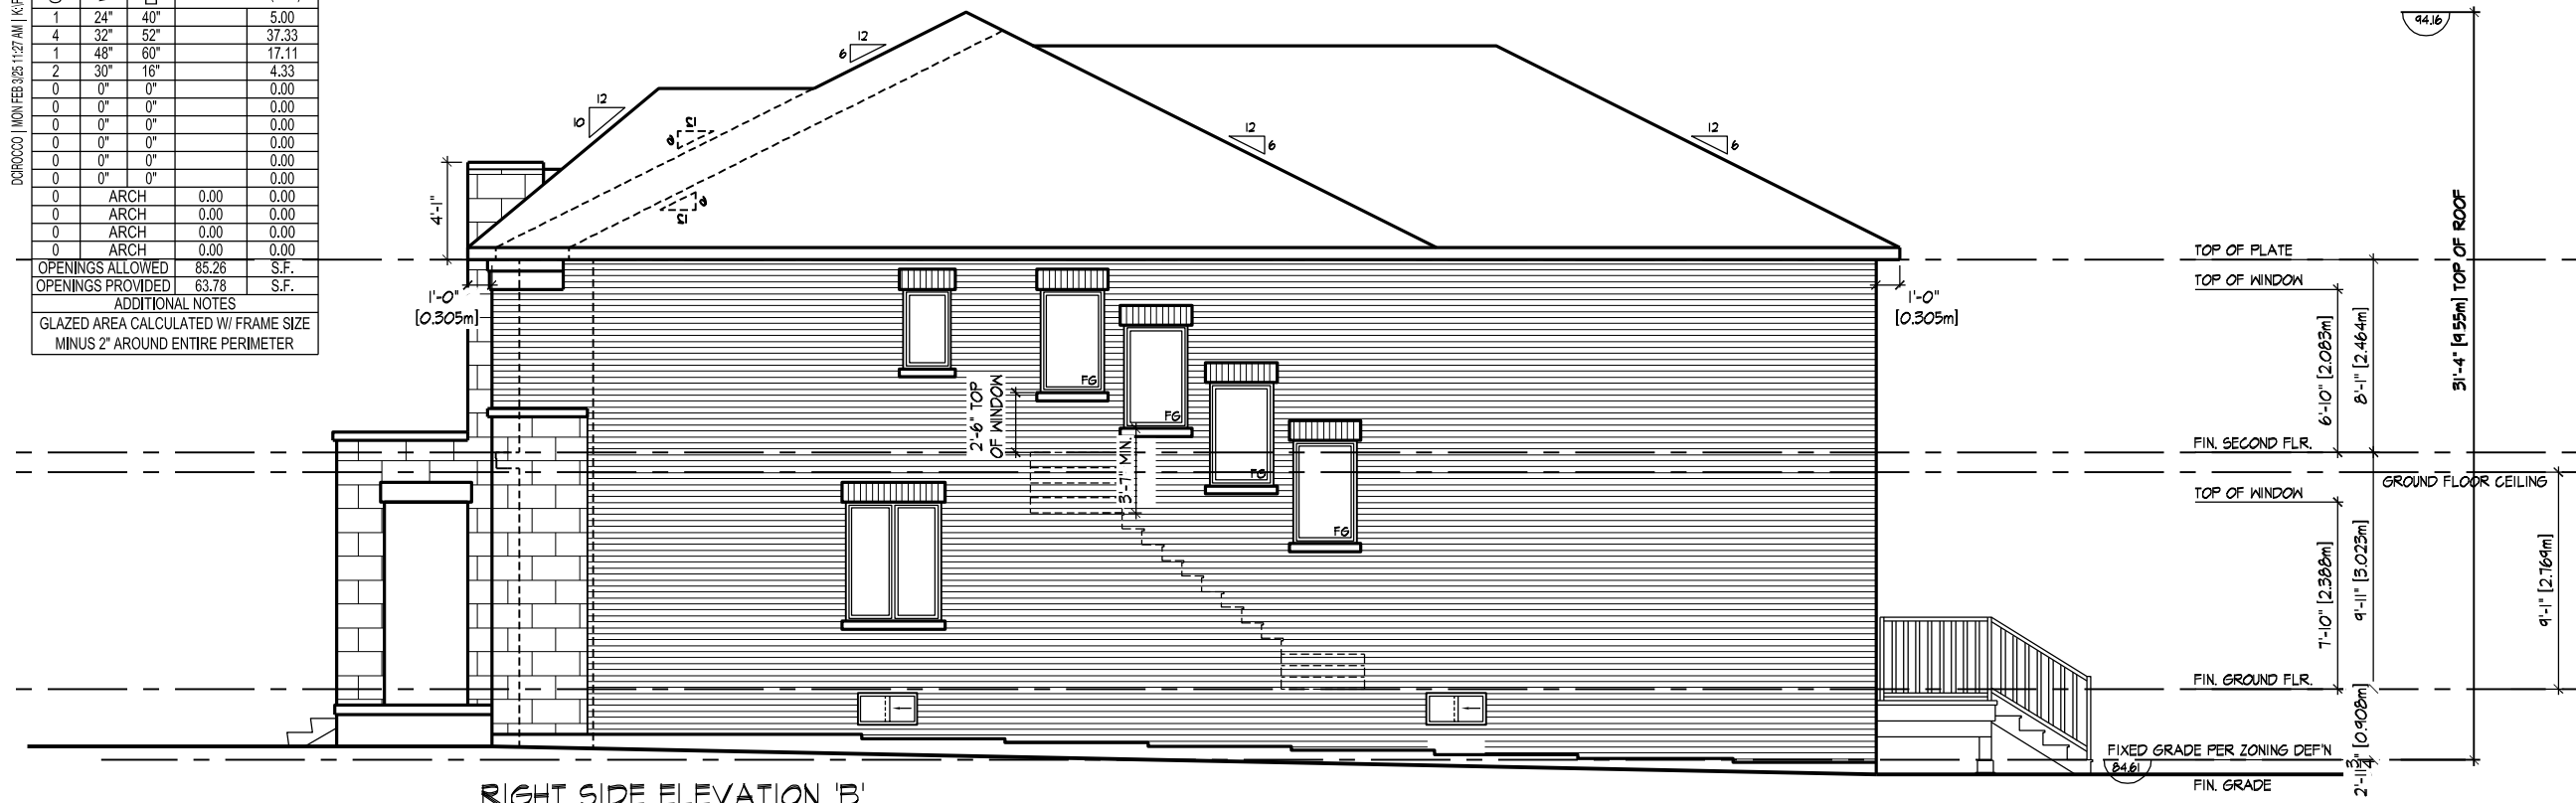 DCIROCCO | MON FEB 3/25 11:27 AM | K:\P
1 24" 40" 5.00
4 32" 52" 37.33
1 48" 60" 17.11
2 30" 16" 4.33
0 0" 0" 0.00
0 0" 0" 0.00
0 0" 0" 0.00
0 0" 0" 0.00
0 0" 0" 0.00
0 0" 0" 0.00
0 ARCH 0.00 0.00
0 ARCH 0.00 0.00
0 ARCH 0.00 0.00
0 ARCH 0.00 0.00
OPENINGS ALLOWED 85.26 S.F.
OPENINGS PROVIDED 63.78 S.F.
ADDITIONAL NOTES
GLAZED AREA CALCULATED W/ FRAME SIZE
MINUS 2" AROUND ENTIRE PERIMETER
12
6
12
10
12
6
12
6
12
6
12
6
4'-1"
1'-0"
[0.305m]
FG
FG
FG
FG
2'-6" TOP
OF WINDOW
3'-7" MIN.
1'-0"
[0.305m]
94.16
TOP OF PLATE
TOP OF WINDOW
FIN. SECOND FLR.
GROUND FLOOR CEILING
TOP OF WINDOW
FIN. GROUND FLR.
FIXED GRADE PER ZONING DEF'N
84.61
FIN. GRADE
6'-10" [2.083m]
8'-1" [2.464m]
31'-4" [9.55m] TOP OF ROOF
7'-10" [2.388m]
9'-11" [3.023m]
9'-1" [2.769m]
2'-11 3/4" [0.908m]
RIGHT SIDE ELEVATION 'B'